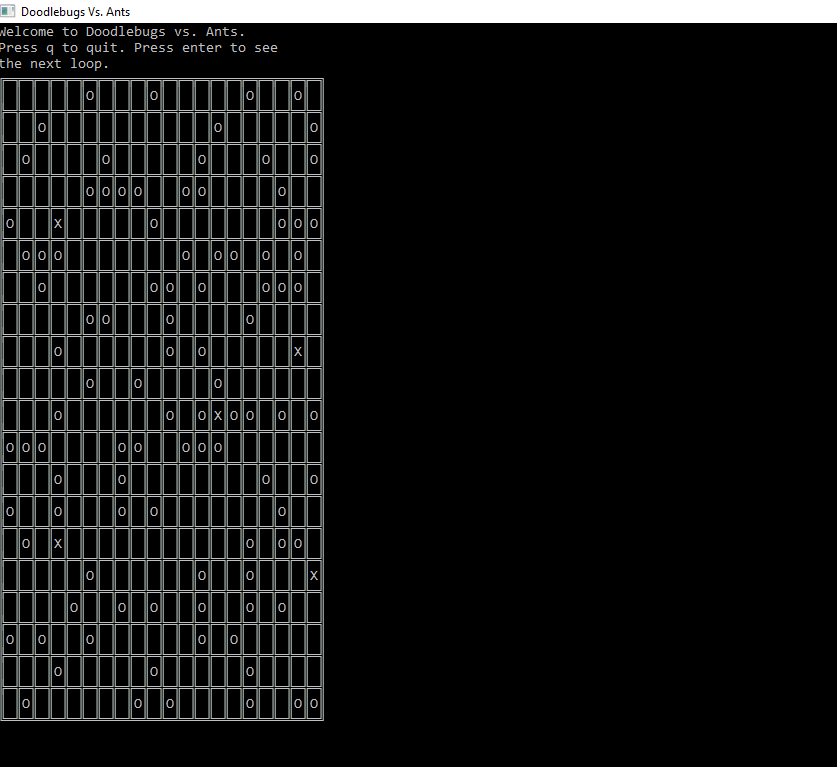 Doodlebugs Vs. Ants
Welcome to Doodlebugs vs. Ants.
Press q to quit. Press enter to see
the next loop.
O O O O
O O O
O O O O O
O O O O O O O
O X O O O O
O O O O O O O O
O O O O O O O
O O O O
O O O X
O O O
O O O X O O O O
O O O O O O O O
O O O O
O O O O O
O X O O O
O O O X
O O O O O O
O O O O O
O O O
O O O O O O